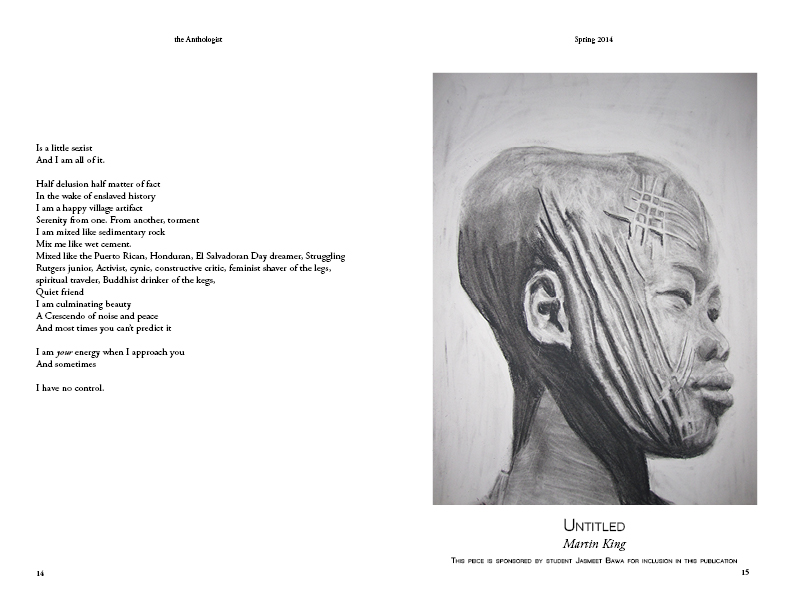 the Anthologist
Is a little sexist
And I am all of it.
Half delusion half matter of fact
In the wake of enslaved history
I am a happy village artifact
Serenity from one. From another, torment
I am mixed like sedimentary rock
Mix me like wet cement.
Mixed like the Puerto Rican, Honduran, El Salvadoran Day dreamer, Struggling
Rutgers junior, Activist, cynic, constructive critic, feminist shaver of the legs,
spiritual traveler, Buddhist drinker of the kegs,
Quiet friend
I am culminating beauty
A Crescendo of noise and peace
And most times you can't predict it
I am your energy when I approach you
And sometimes
I have no control.
14
Spring 2014
Untitled
Martin King
This peice is sponsored by student Jasmeet Bawa for inclusion in this publication
15